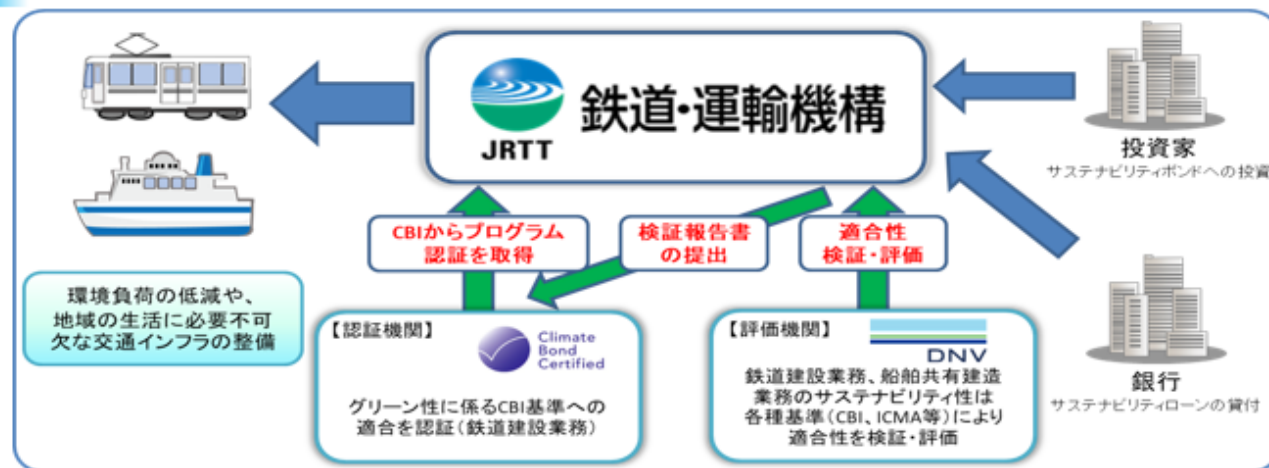 JRTT
鉄道・運輸機構
投資家
サステナビリティボンドへの投資
CBIからプログラム
認証を取得
検証報告書
の提出
適合性
検証・評価
環境負荷の低減や、
地域の生活に必要不可
欠な交通インフラの整備
【認証機関】
Climate
Bond
Certified
グリーン性に係るCBI基準への
適合を認証(鉄道建設業務)
【評価機関】
DNV
鉄道建設業務、船舶共有建造
業務のサステナビリティ性は
各種基準(CBI、ICMA等)により
適合性を検証・評価
銀行
サステナビリティローンの貸付